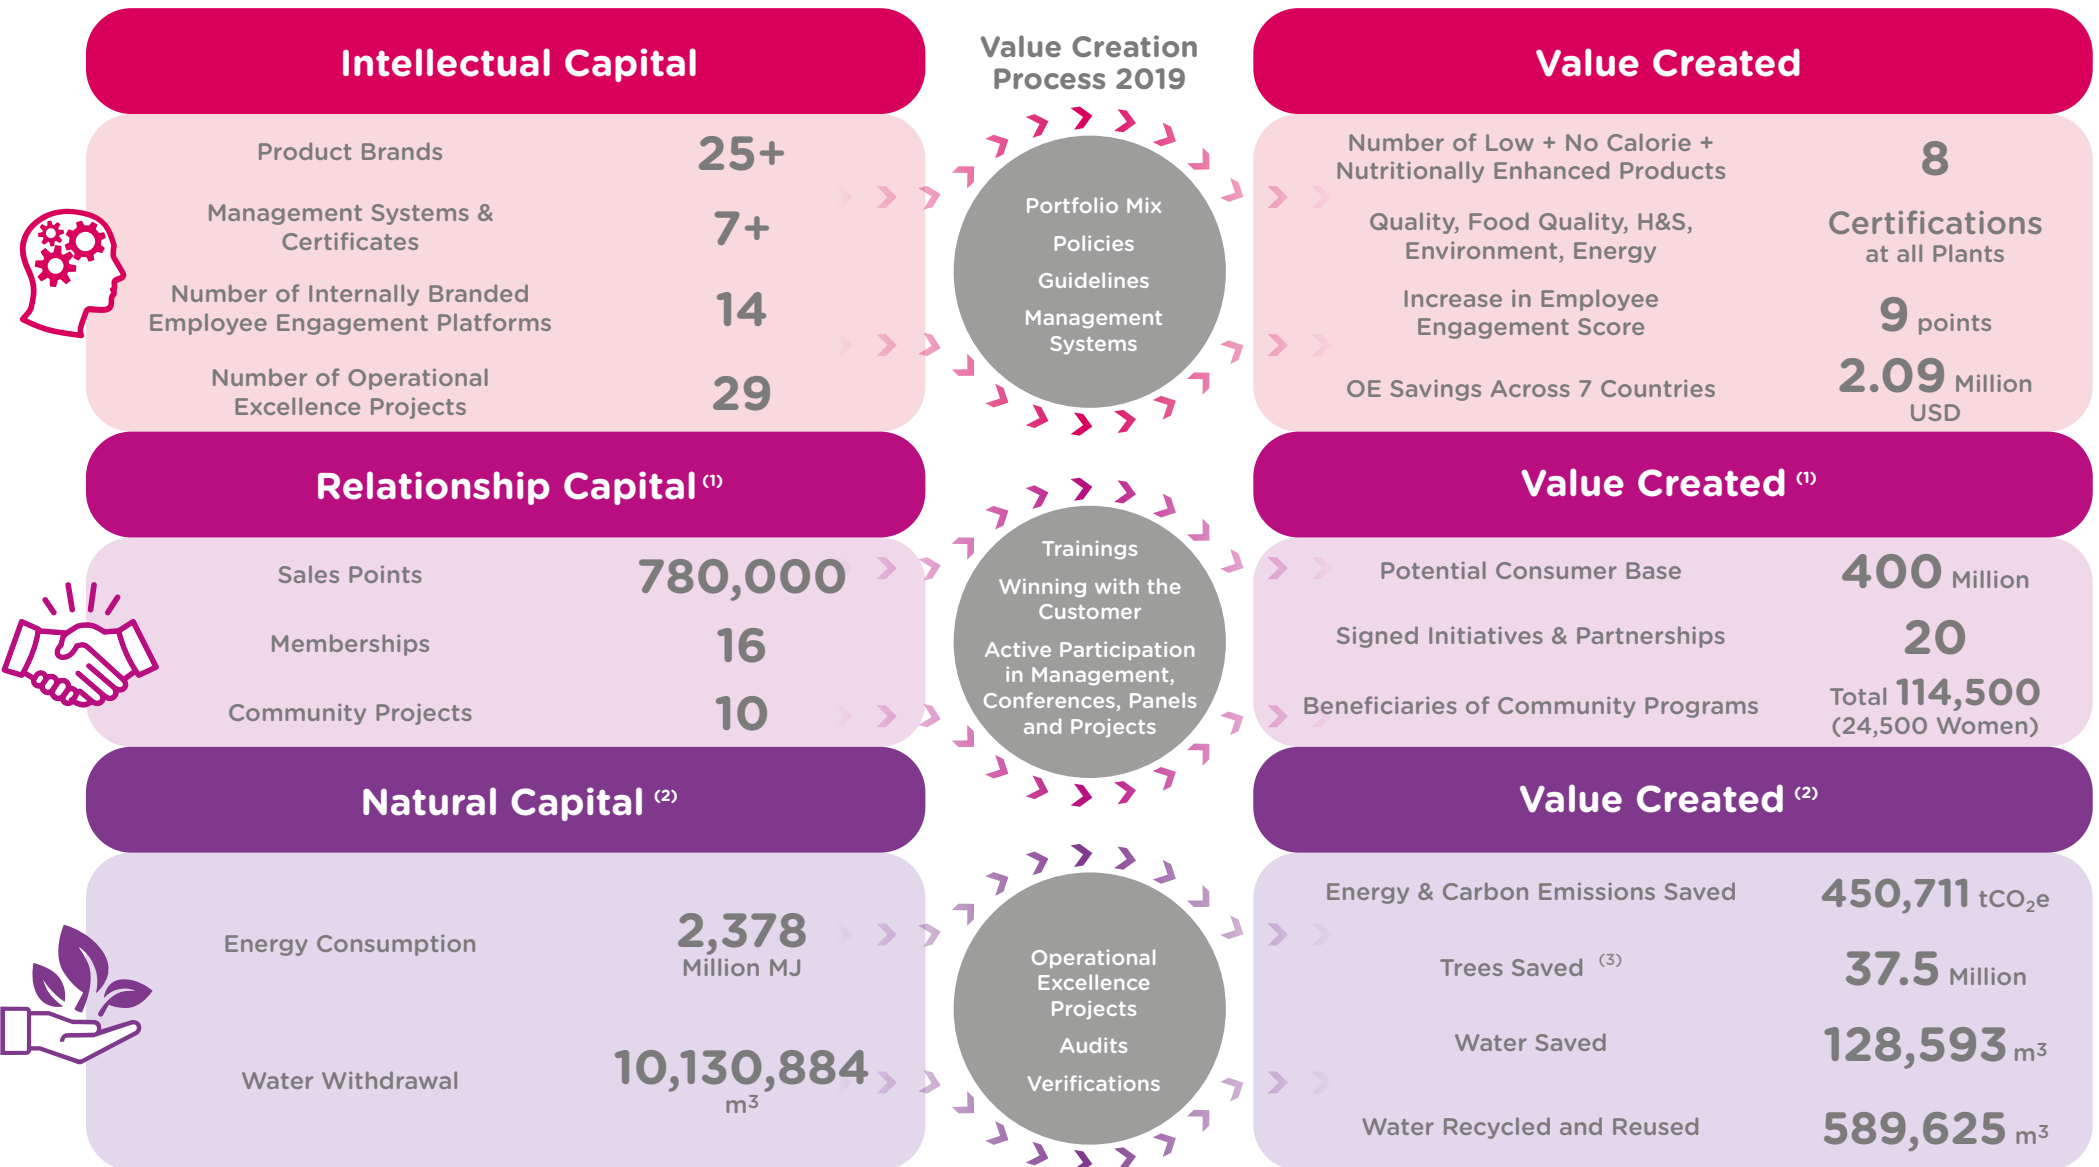 Intellectual Capital
Product Brands
25+
Management Systems &
Certificates
7+
Number of Internally Branded
Employee Engagement Platforms
14
Number of Operational
Excellence Projects
29
Value Creation
Process 2019
Portfolio Mix
Policies
Guidelines
Management
Systems
Value Created
Number of Low + No Calorie +
Nutritionally Enhanced Products
8
Quality, Food Quality, H&S,
Environment, Energy
Certifications
at all Plants
Increase in Employee
Engagement Score
9 points
OE Savings Across 7 Countries
2.09 Million
USD
Relationship Capital (1)
Sales Points
780,000
Memberships
16
Community Projects
10
Trainings
Winning with the
Customer
Active Participation
in Management,
Conferences, Panels
and Projects
Value Created (1)
Potential Consumer Base
400 Million
Signed Initiatives & Partnerships
20
Beneficiaries of Community Programs
Total 114,500
(24,500 Women)
Natural Capital (2)
Energy Consumption
2,378
Million MJ
Water Withdrawal
10,130,884
m³
Operational
Excellence
Projects
Audits
Verifications
Value Created (2)
Energy & Carbon Emissions Saved
450,711 tCO₂e
Trees Saved (3)
37.5 Million
Water Saved
128,593 m³
Water Recycled and Reused
589,625 m³